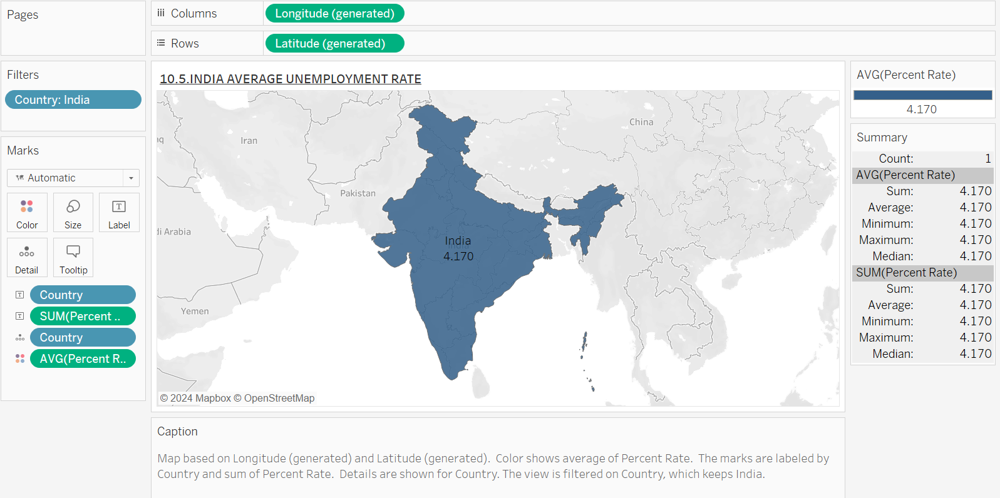 Pages
Columns
Longitude (generated)
Rows
Latitude (generated)
Filters
Country: India
Marks
Automatic
Color
Size
Label
Detail
Tooltip
Country
SUM(Percent ..
Country
AVG(Percent R..
10.5.INDIA AVERAGE UNEMPLOYMENT RATE
China
Iran
aq
Pakistan
di Arabia
India
India
4.170
Yemen
© 2024 Mapbox © OpenStreetMap
AVG(Percent Rate)
4.170
Summary
Count: 1
AVG(Percent Rate)
Sum: 4.170
Average: 4.170
Minimum: 4.170
Maximum: 4.170
Median: 4.170
SUM(Percent Rate)
Sum: 4.170
Average: 4.170
Minimum: 4.170
Maximum: 4.170
Median: 4.170
Caption
Map based on Longitude (generated) and Latitude (generated).  Color shows average of Percent Rate.  The marks are labeled by
Country and sum of Percent Rate.  Details are shown for Country. The view is filtered on Country, which keeps India.